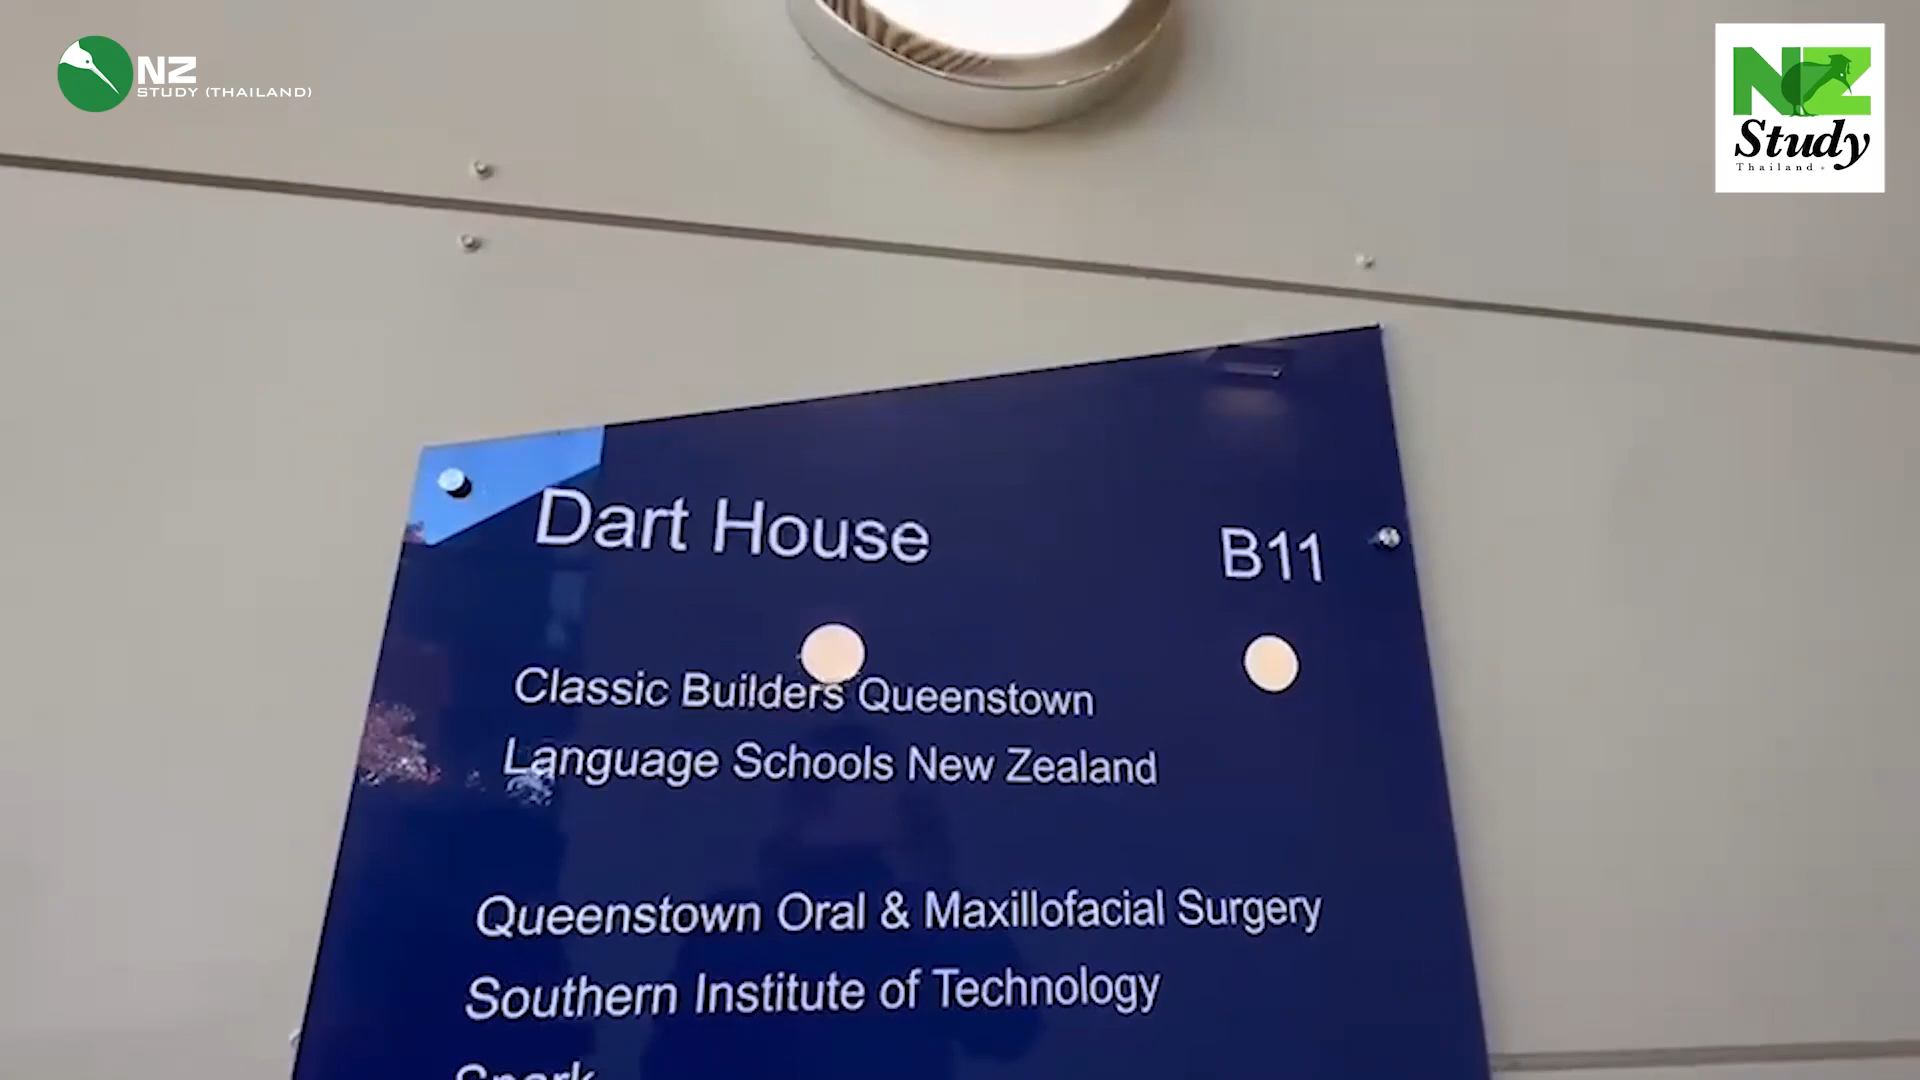 NZ
STUDY (THAILAND)
NZ
Study
Thailand
Dart House B11
Classic Builders Queenstown
Language Schools New Zealand
Queenstown Oral & Maxillofacial Surgery
Southern Institute of Technology
Spark